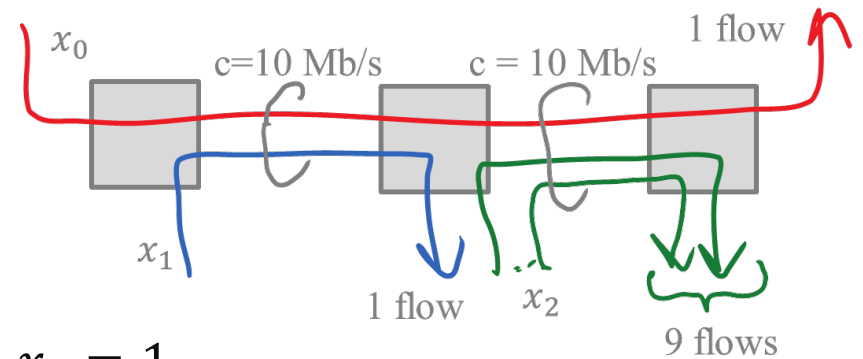 1 flow
x₀
c=10 Mb/s
c = 10 Mb/s
x₁
1 flow
x₂
9 flows